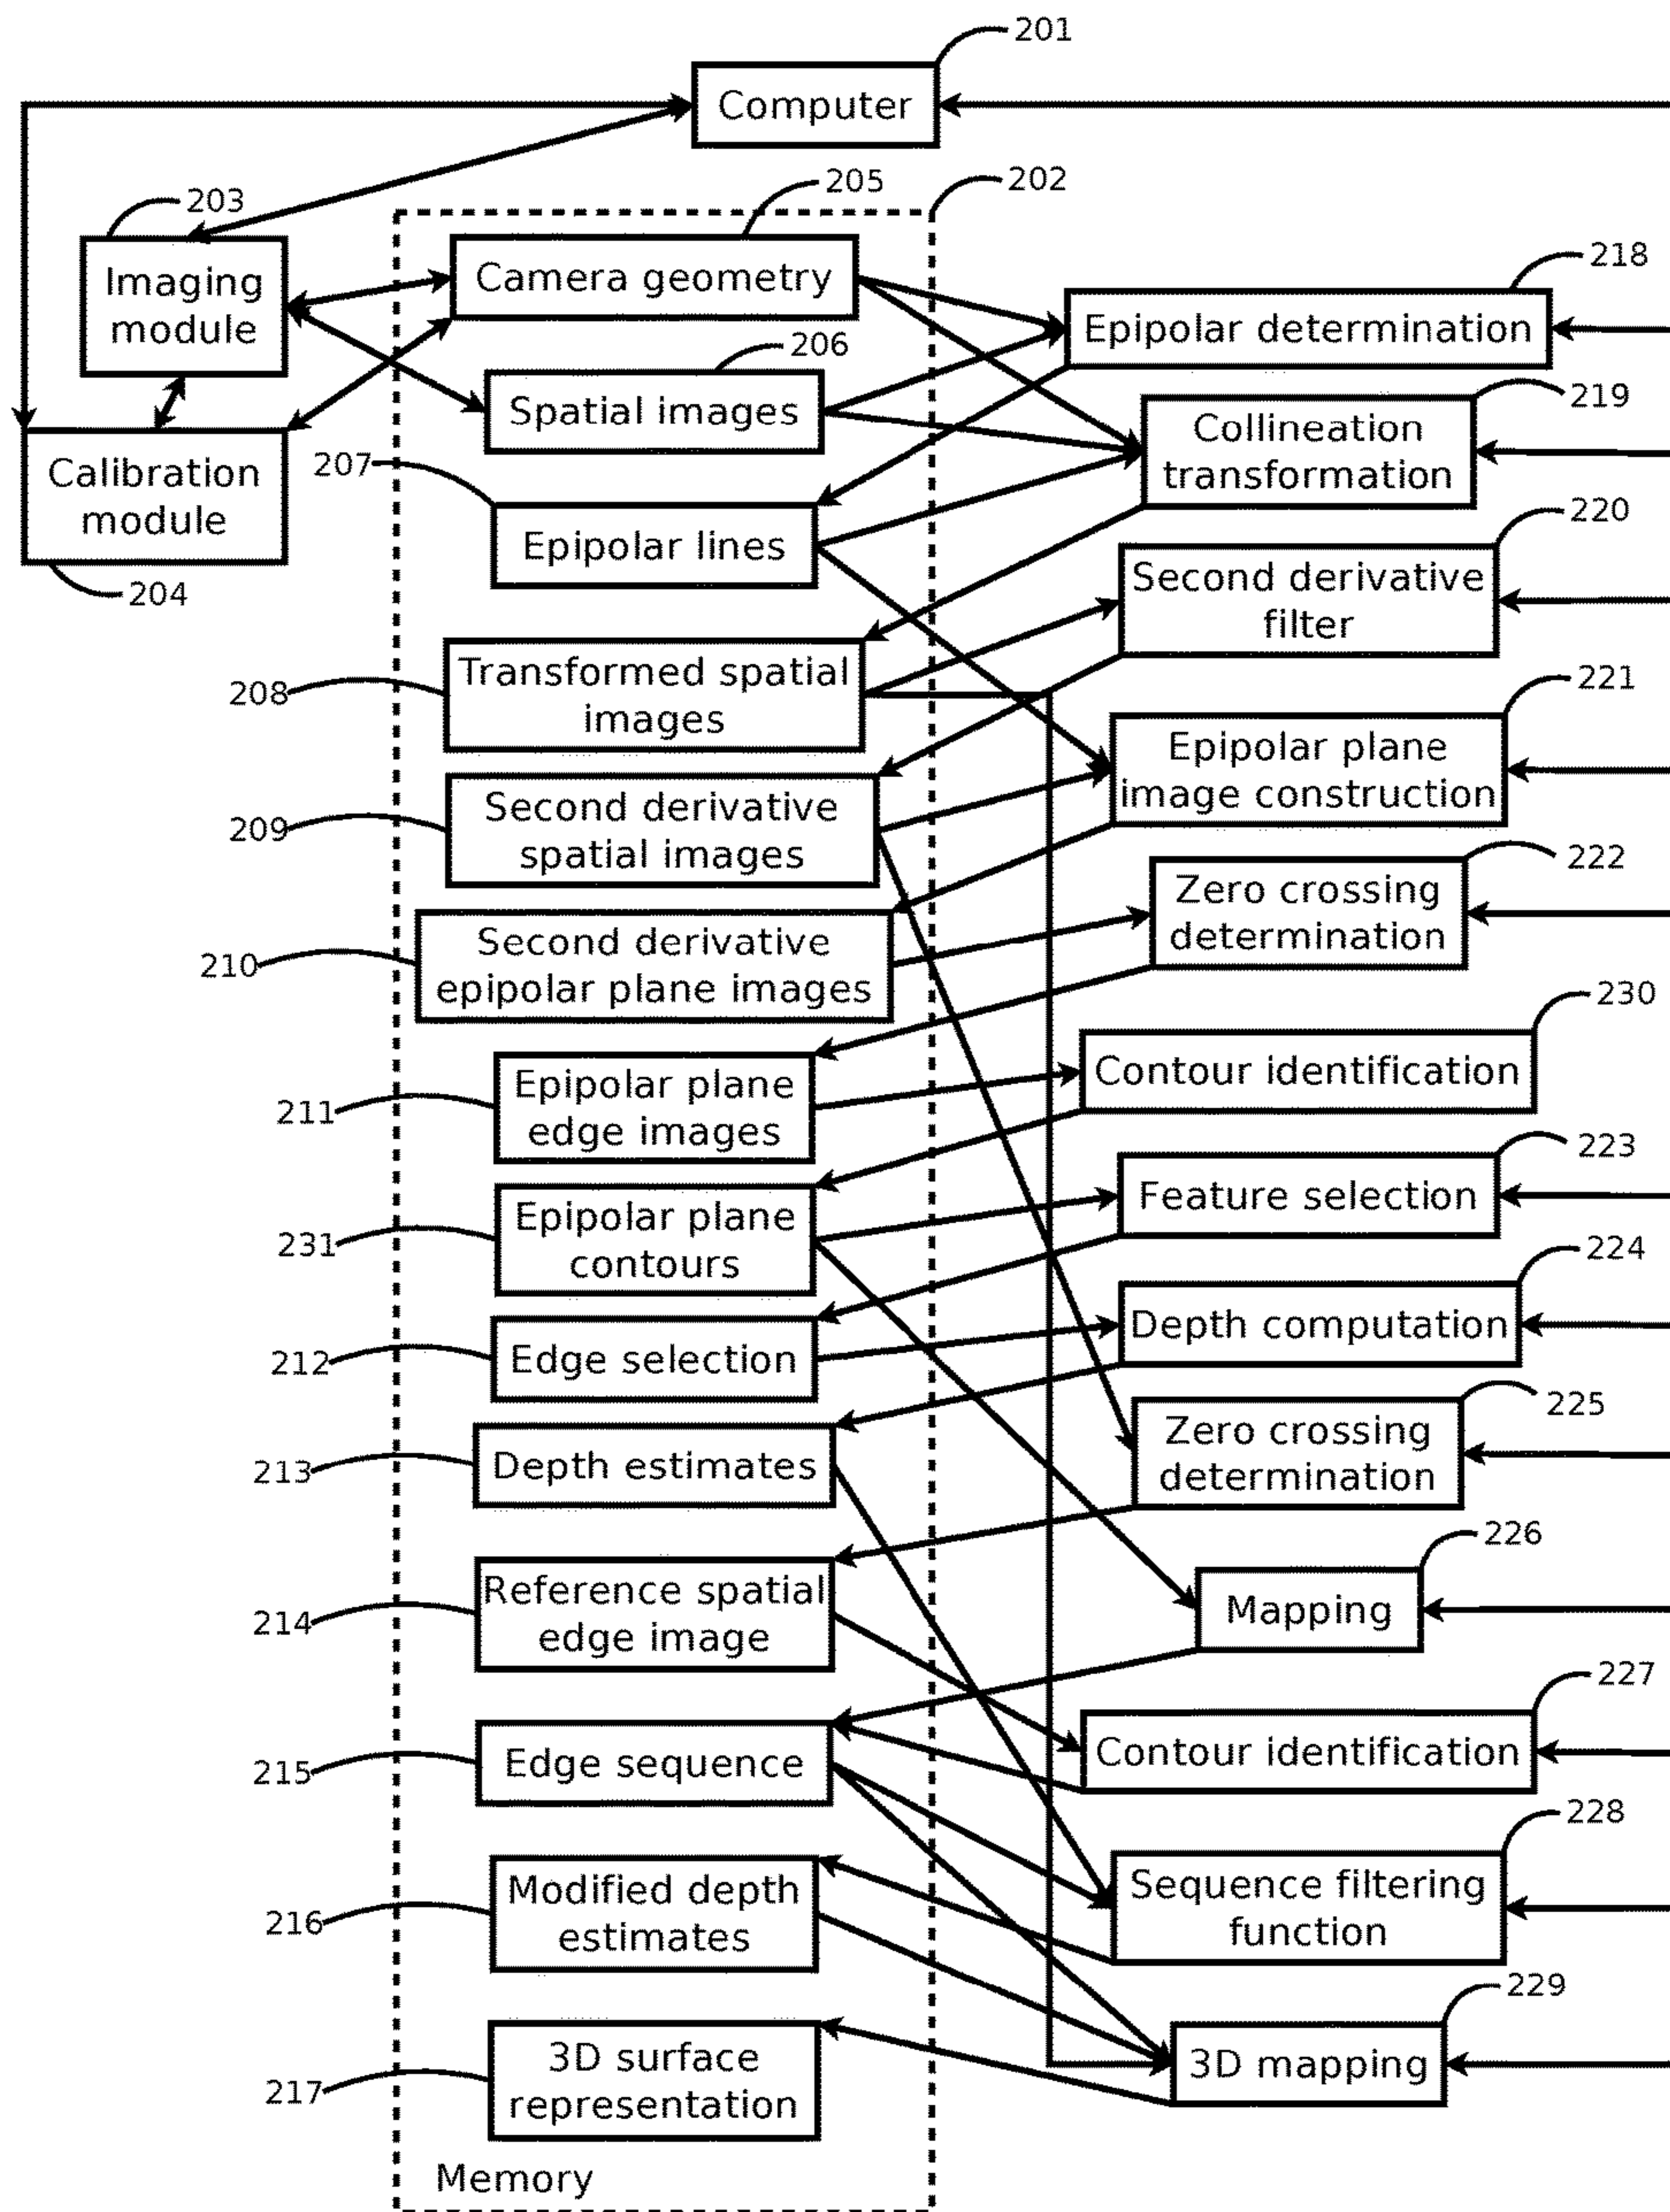 201
Computer
203
205
202
Imaging
module
Camera geometry
218
Epipolar determination
206
Spatial images
219
Collineation
transformation
Calibration
module
207
204
Epipolar lines
220
Second derivative
filter
208
Transformed spatial
images
221
Epipolar plane
image construction
209
Second derivative
spatial images
222
Zero crossing
determination
210
Second derivative
epipolar plane images
230
Contour identification
211
Epipolar plane
edge images
223
Feature selection
231
Epipolar plane
contours
224
Depth computation
212
Edge selection
225
Zero crossing
determination
213
Depth estimates
226
Mapping
214
Reference spatial
edge image
227
Contour identification
215
Edge sequence
228
Sequence filtering
function
216
Modified depth
estimates
229
3D mapping
217
3D surface
representation
Memory